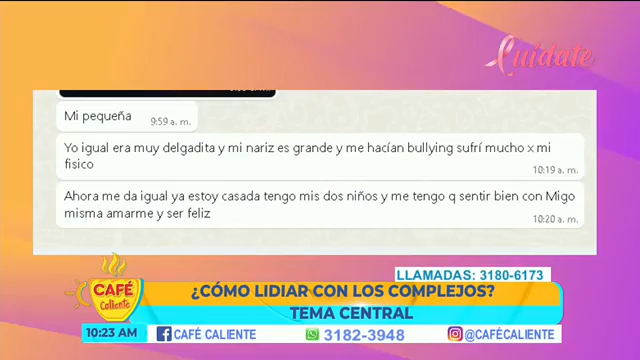 Cuídate
Mi pequeña
9:59 a. m.
Yo igual era muy delgadita y mi nariz es grande y me hacían bullying sufrí mucho x mi
fisico
10:19 a. m.
Ahora me da igual ya estoy casada tengo mis dos niños y me tengo q sentir bien con Migo
misma amarme y ser feliz
10:20 a. m.
LLAMADAS: 3180-6173
CAFÉ
Caliente
¿CÓMO LIDIAR CON LOS COMPLEJOS?
TEMA CENTRAL
10:23 AM
CAFÉ CALIENTE
3182-3948
@CAFÉCALIENTE